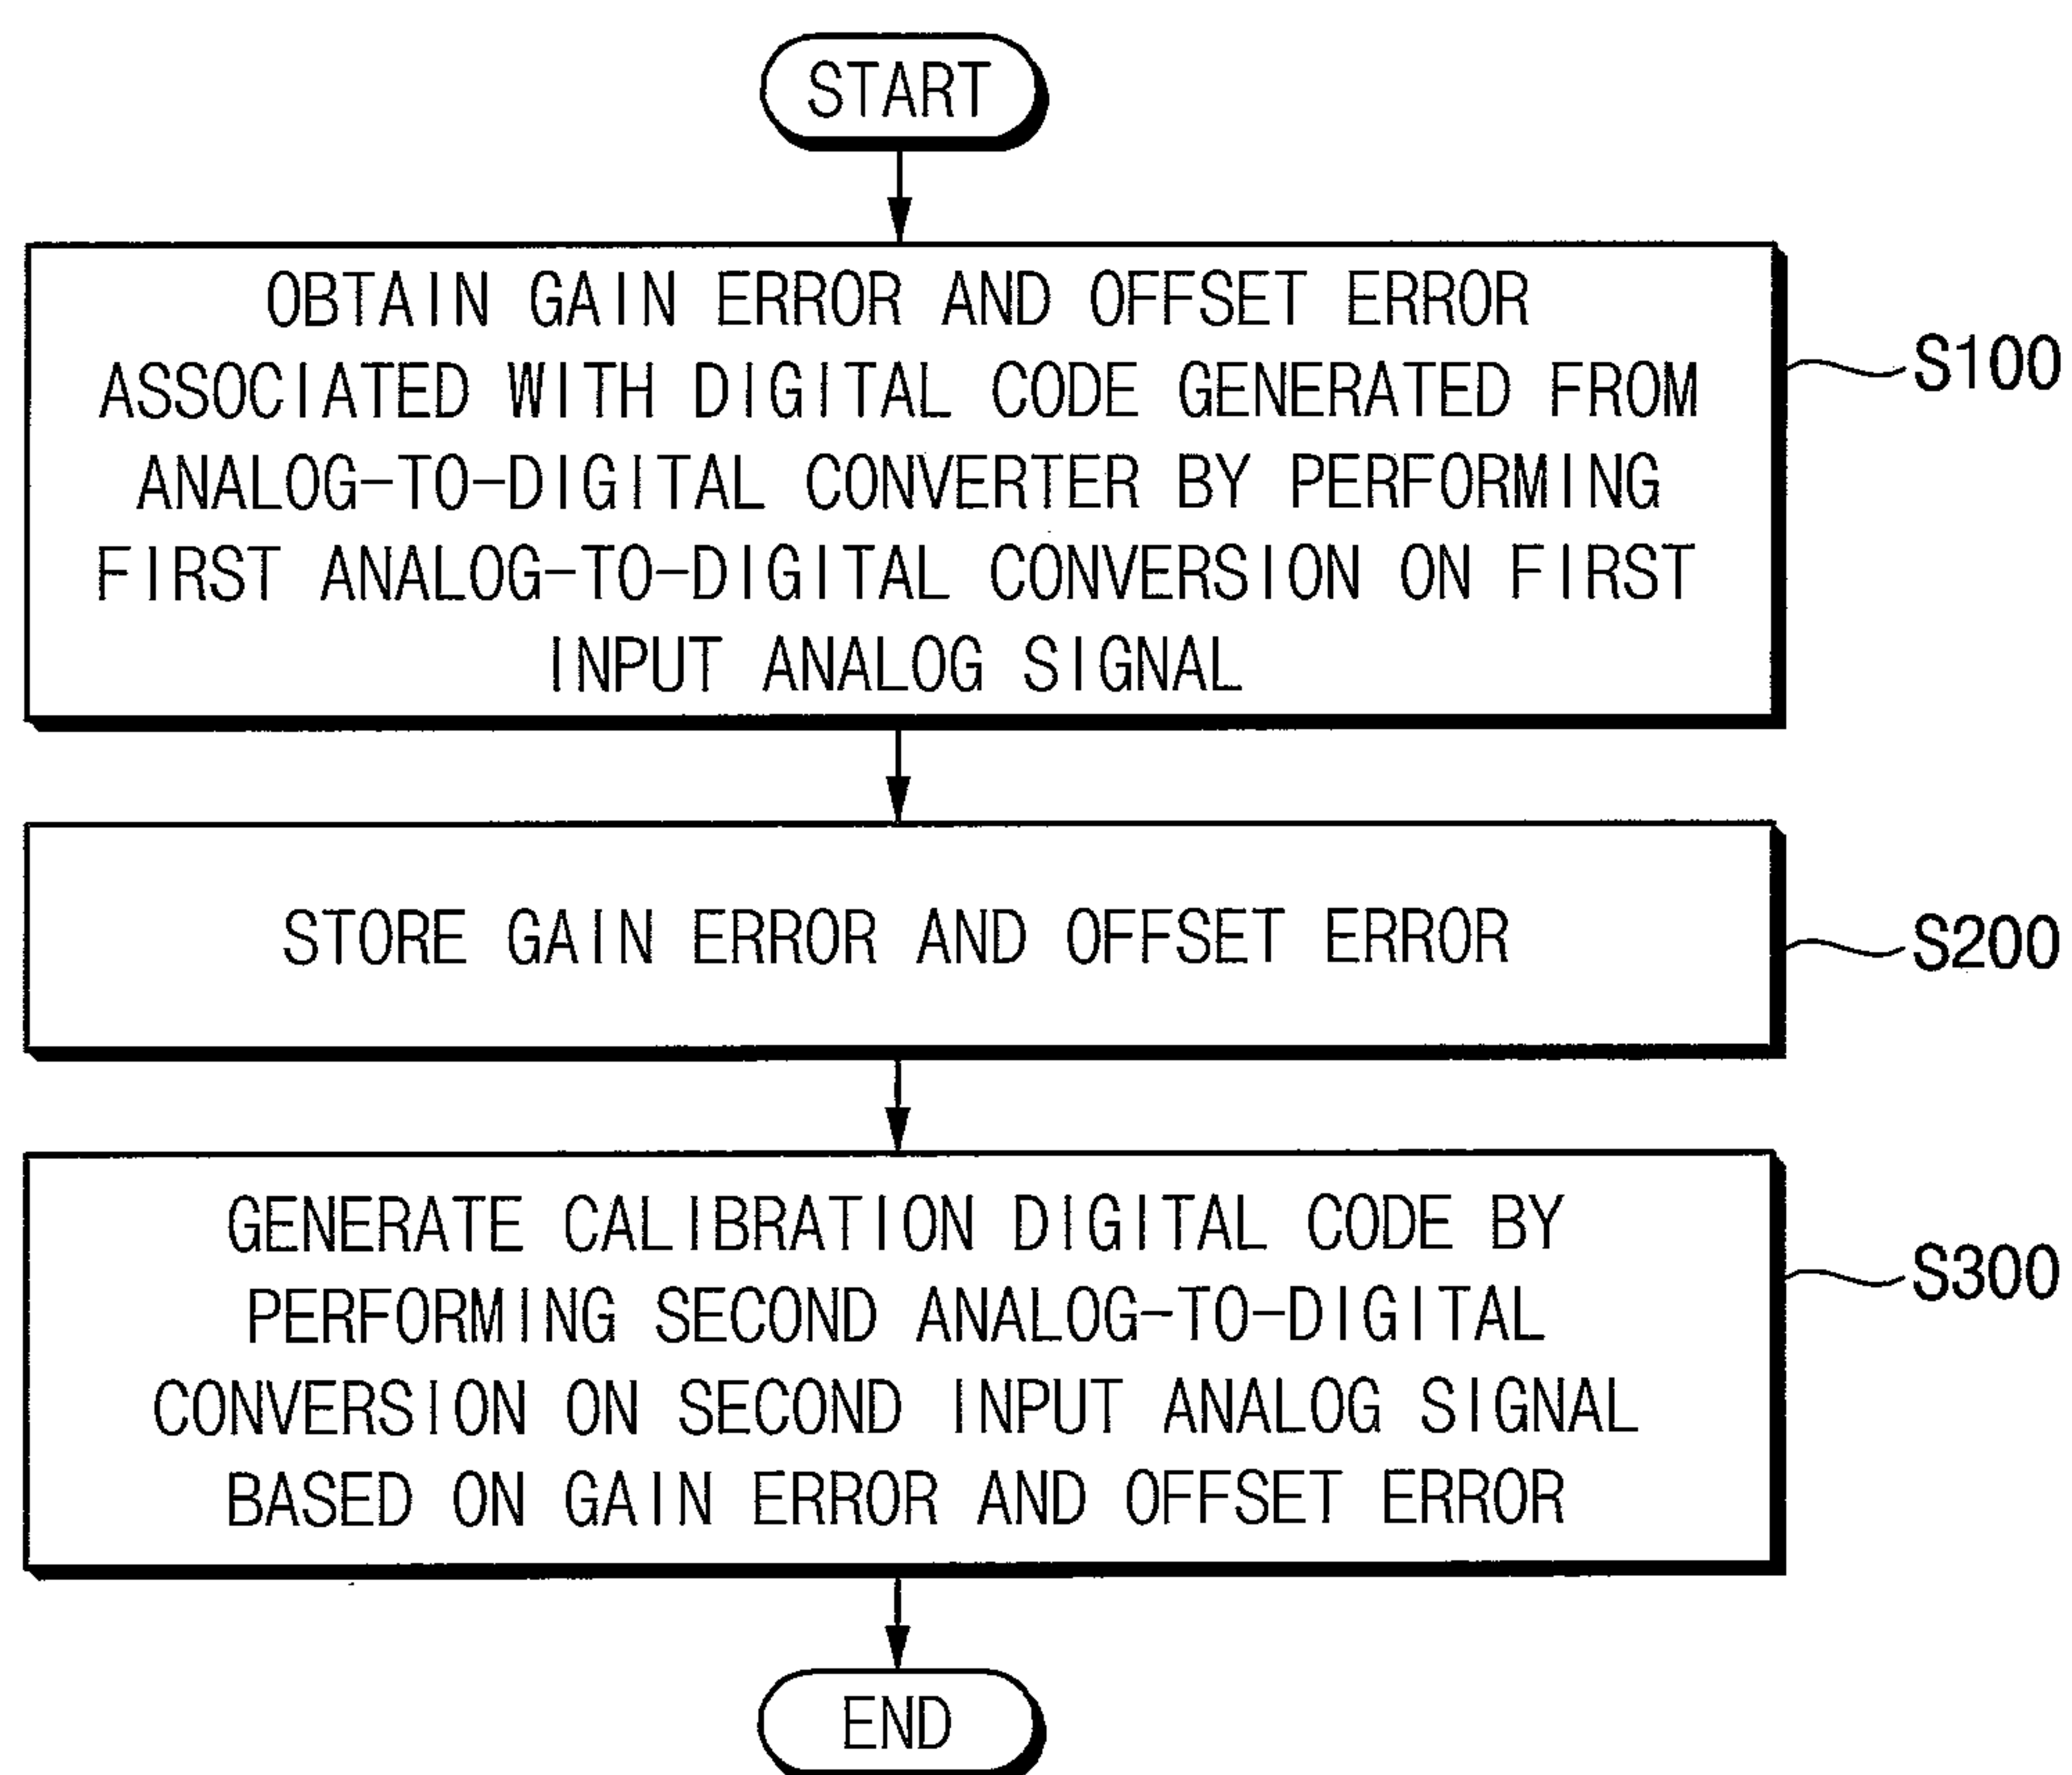 START
OBTAIN GAIN ERROR AND OFFSET ERROR
ASSOCIATED WITH DIGITAL CODE GENERATED FROM
ANALOG-TO-DIGITAL CONVERTER BY PERFORMING
FIRST ANALOG-TO-DIGITAL CONVERSION ON FIRST
INPUT ANALOG SIGNAL
S100
STORE GAIN ERROR AND OFFSET ERROR
S200
GENERATE CALIBRATION DIGITAL CODE BY
PERFORMING SECOND ANALOG-TO-DIGITAL
CONVERSION ON SECOND INPUT ANALOG SIGNAL
BASED ON GAIN ERROR AND OFFSET ERROR
S300
END